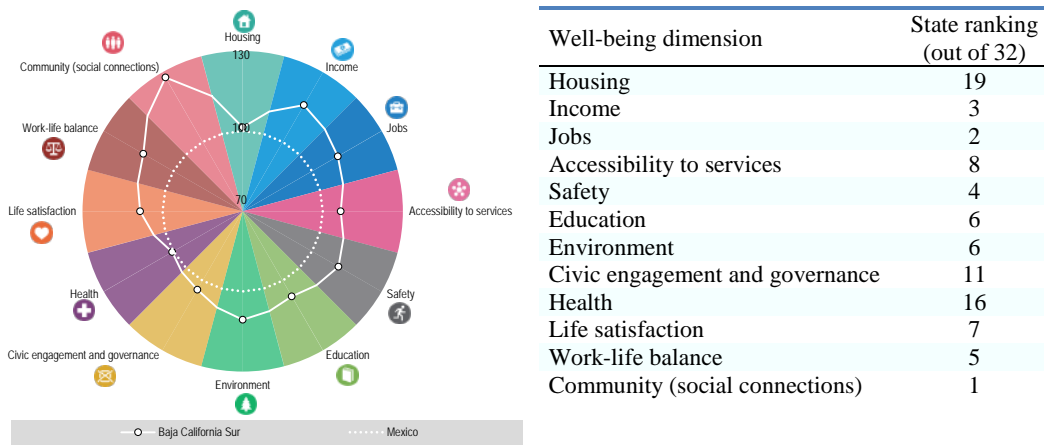 Housing
130
Income
Community (social connections)
Jobs
Work-life balance
100
70
Life satisfaction
Accessibility to services
Health
Safety
Civic engagement and governance
Education
Environment
Baja California Sur
Mexico
Well-being dimension State ranking
(out of 32)
Housing 19
Income 3
Jobs 2
Accessibility to services 8
Safety 4
Education 6
Environment 6
Civic engagement and governance 11
Health 16
Life satisfaction 7
Work-life balance 5
Community (social connections) 1